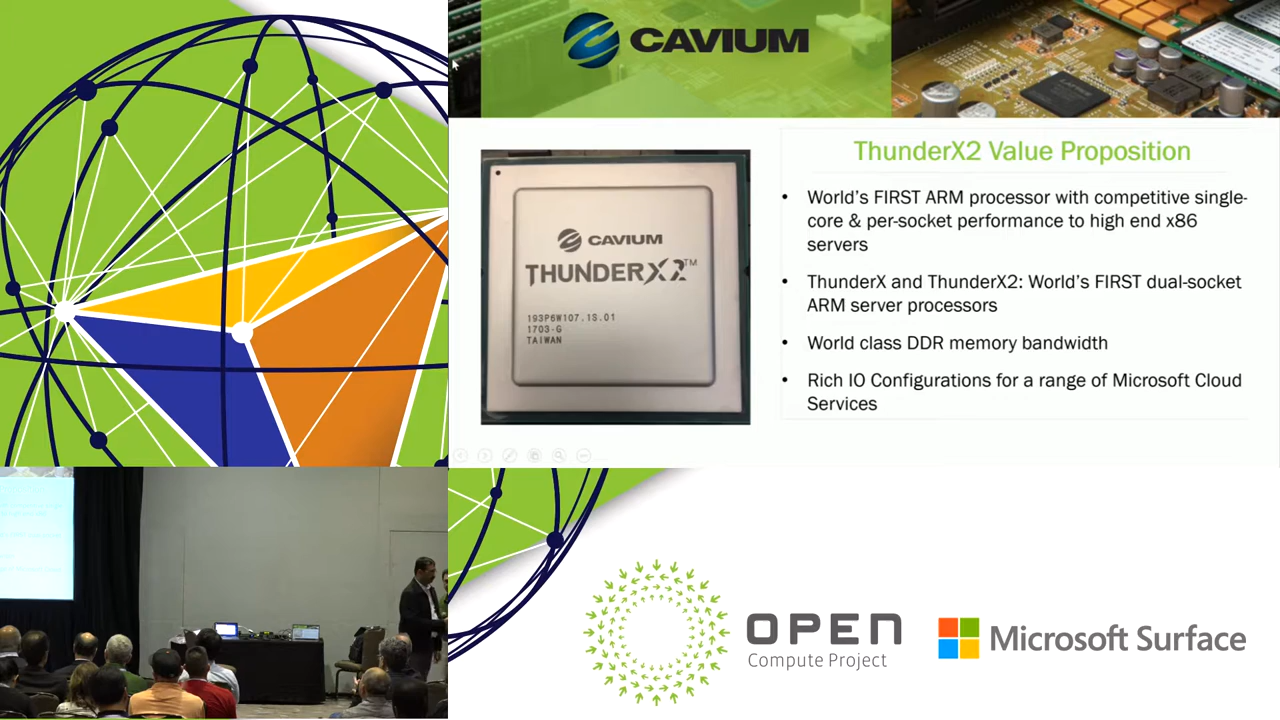 CAVIUM
CAVIUM
THUNDERX2™
193P6W107.1S.01
1703-G
TAIWAN
ThunderX2 Value Proposition
• World's FIRST ARM processor with competitive single-
core & per-socket performance to high end x86
servers
• ThunderX and ThunderX2: World's FIRST dual-socket
ARM server processors
• World class DDR memory bandwidth
• Rich IO Configurations for a range of Microsoft Cloud
Services
OPEN
Compute Project
Microsoft Surface